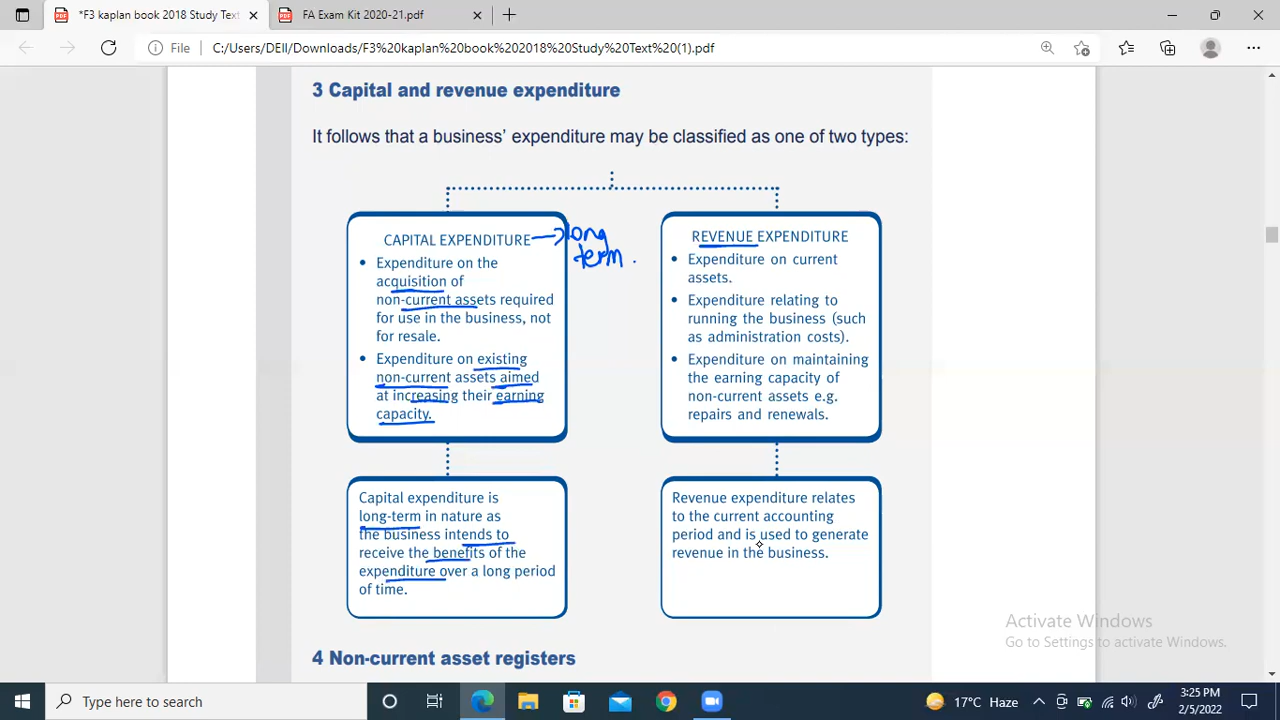 *F3 kaplan book 2018 Study Text
FA Exam Kit 2020-21.pdf
File
C:/Users/DEll/Downloads/F3%20kaplan%20book%202018%20Study%20Text%20(1).pdf
3 Capital and revenue expenditure
It follows that a business' expenditure may be classified as one of two types:
CAPITAL EXPENDITURE
long
term .
• Expenditure on the
acquisition of
non-current assets required
for use in the business, not
for resale.
• Expenditure on existing
non-current assets aimed
at increasing their earning
capacity.
REVENUE EXPENDITURE
• Expenditure on current
assets.
• Expenditure relating to
running the business (such
as administration costs).
• Expenditure on maintaining
the earning capacity of
non-current assets e.g.
repairs and renewals.
Capital expenditure is
long-term in nature as
the business intends to
receive the benefits of the
expenditure over a long period
of time.
Revenue expenditure relates
to the current accounting
period and is used to generate
revenue in the business.
4 Non-current asset registers
Activate Windows
Go to Settings to activate Windows.
Type here to search
17°C Haze
3:25 PM
2/5/2022